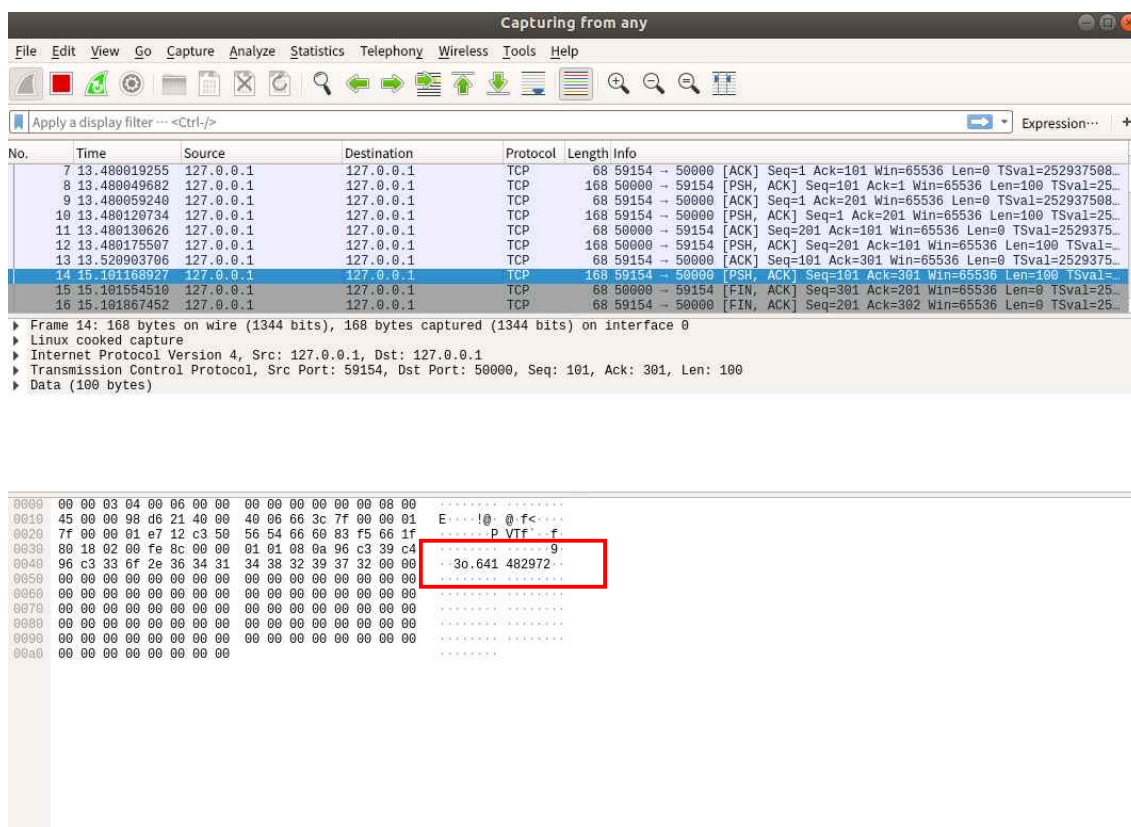 Capturing from any
File Edit View Go Capture Analyze Statistics Telephony Wireless Tools Help
Apply a display filter ··· <Ctrl-/> Expression··· +
No. Time Source Destination Protocol Length Info
7 13.480019255 127.0.0.1 127.0.0.1 TCP 68 59154 → 50000 [ACK] Seq=1 Ack=101 Win=65536 Len=0 TSval=252937508…
8 13.480049682 127.0.0.1 127.0.0.1 TCP 168 50000 → 59154 [PSH, ACK] Seq=101 Ack=1 Win=65536 Len=100 TSval=25…
9 13.480059240 127.0.0.1 127.0.0.1 TCP 68 59154 → 50000 [ACK] Seq=1 Ack=201 Win=65536 Len=0 TSval=252937508…
10 13.480120734 127.0.0.1 127.0.0.1 TCP 168 59154 → 50000 [PSH, ACK] Seq=1 Ack=201 Win=65536 Len=100 TSval=25…
11 13.480130626 127.0.0.1 127.0.0.1 TCP 68 50000 → 59154 [ACK] Seq=201 Ack=101 Win=65536 Len=0 TSval=2529375…
12 13.480175507 127.0.0.1 127.0.0.1 TCP 168 50000 → 59154 [PSH, ACK] Seq=201 Ack=101 Win=65536 Len=100 TSval=…
13 13.520903706 127.0.0.1 127.0.0.1 TCP 68 59154 → 50000 [ACK] Seq=101 Ack=301 Win=65536 Len=0 TSval=2529375…
14 15.101168927 127.0.0.1 127.0.0.1 TCP 168 59154 → 50000 [PSH, ACK] Seq=101 Ack=301 Win=65536 Len=100 TSval=…
15 15.101554510 127.0.0.1 127.0.0.1 TCP 68 50000 → 59154 [FIN, ACK] Seq=301 Ack=201 Win=65536 Len=0 TSval=25…
16 15.101867452 127.0.0.1 127.0.0.1 TCP 68 59154 → 50000 [FIN, ACK] Seq=201 Ack=302 Win=65536 Len=0 TSval=25…
Frame 14: 168 bytes on wire (1344 bits), 168 bytes captured (1344 bits) on interface 0
Linux cooked capture
Internet Protocol Version 4, Src: 127.0.0.1, Dst: 127.0.0.1
Transmission Control Protocol, Src Port: 59154, Dst Port: 50000, Seq: 101, Ack: 301, Len: 100
Data (100 bytes)
0000 00 00 03 04 00 06 00 00 00 00 00 00 00 00 08 00 ········ ········
0010 45 00 00 98 d6 21 40 00 40 06 66 3c 7f 00 00 01 E····!@· @·f<····
0020 7f 00 00 01 e7 12 c3 50 56 54 66 60 83 f5 66 1f ·······P VTf`··f·
0030 80 18 02 00 fe 8c 00 00 01 01 08 0a 96 c3 39 c4 ········ ······9·
0040 96 c3 33 6f 2e 36 34 31 34 38 32 39 37 32 00 00 ··3o.641 482972··
0050 00 00 00 00 00 00 00 00 00 00 00 00 00 00 00 00 ········ ········
0060 00 00 00 00 00 00 00 00 00 00 00 00 00 00 00 00 ········ ········
0070 00 00 00 00 00 00 00 00 00 00 00 00 00 00 00 00 ········ ········
0080 00 00 00 00 00 00 00 00 00 00 00 00 00 00 00 00 ········ ········
0090 00 00 00 00 00 00 00 00 00 00 00 00 00 00 00 00 ········ ········
00a0 00 00 00 00 00 00 00 00 ········